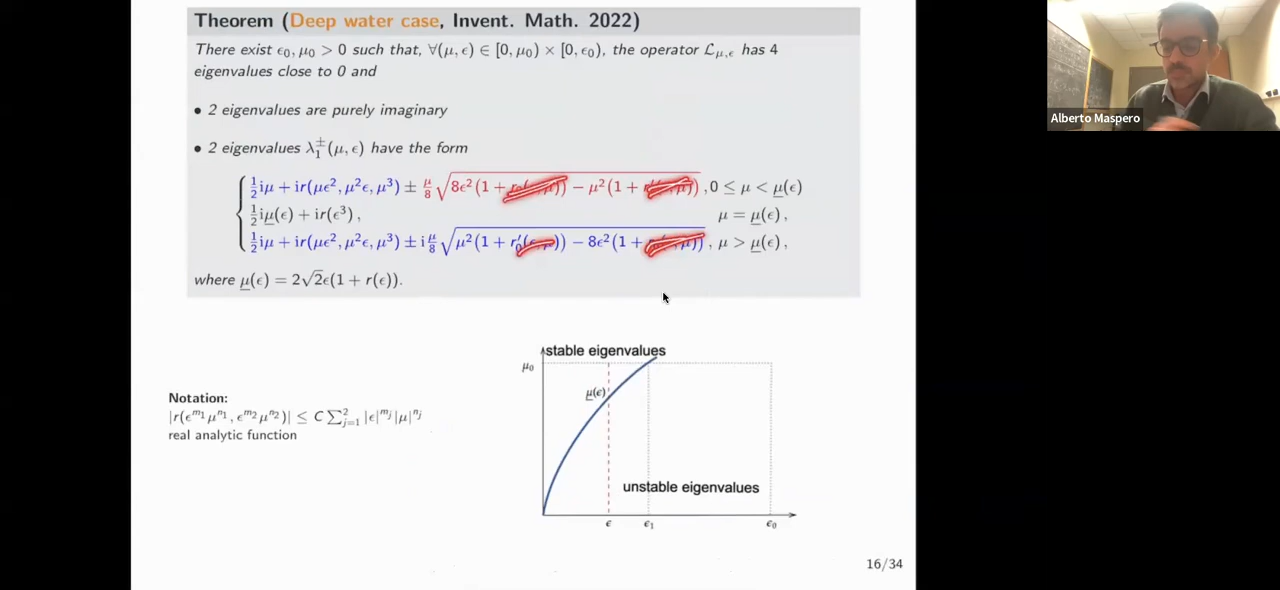 Theorem (Deep water case, Invent. Math. 2022)
There exist ϵ₀, μ₀ > 0 such that, ∀(μ, ϵ) ∈ [0, μ₀) × [0, ϵ₀), the operator ℒ_{μ,ϵ} has 4
eigenvalues close to 0 and
• 2 eigenvalues are purely imaginary
• 2 eigenvalues λ₁^±(μ, ϵ) have the form
½iμ + ir(μϵ², μ²ϵ, μ³) ± μ/8 √(8ϵ²(1 + ) − μ²(1 + )), 0 ≤ μ < μ(ϵ)
½iμ(ϵ) + ir(ϵ³), μ = μ(ϵ),
½iμ + ir(μϵ², μ²ϵ, μ³) ± i μ/8 √(μ²(1 + r₀′ ) − 8ϵ²(1 + )), μ > μ(ϵ),
where μ(ϵ) = 2√2ϵ(1 + r(ϵ)).
stable eigenvalues
μ₀
μ(ϵ)
Notation:
|r(ϵ^{m₁}μ^{n₁}, ϵ^{m₂}μ^{n₂})| ≤ C ∑_{j=1}^{2} |ϵ|^{m_j}|μ|^{n_j}
real analytic function
unstable eigenvalues
ϵ ϵ₁ ϵ₀
16/34
Alberto Maspero